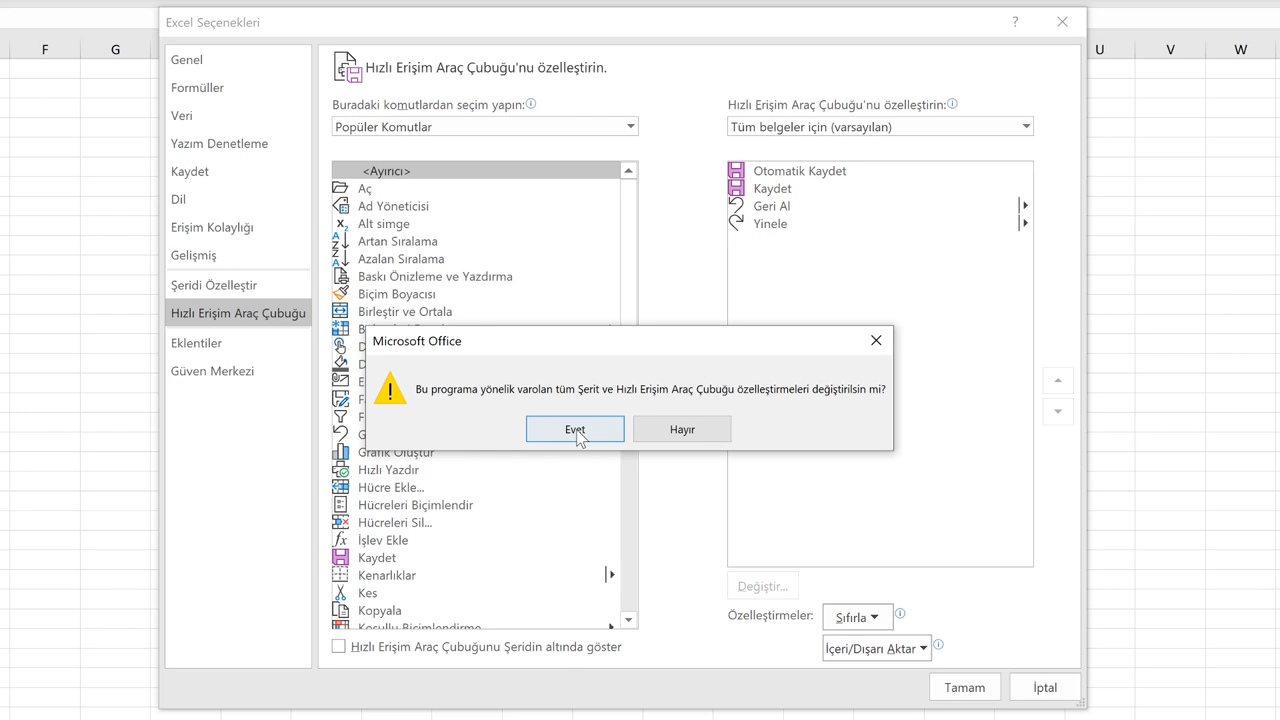 Excel Seçenekleri
?
F
G
U
V
W
Genel
Formüller
Veri
Yazım Denetleme
Kaydet
Dil
Erişim Kolaylığı
Gelişmiş
Şeridi Özelleştir
Hızlı Erişim Araç Çubuğu
Eklentiler
Güven Merkezi
Hızlı Erişim Araç Çubuğu'nu özelleştirin.
Buradaki komutlardan seçim yapın:
Popüler Komutlar
<Ayırıcı>
Aç
Ad Yöneticisi
Alt simge
Artan Sıralama
Azalan Sıralama
Baskı Önizleme ve Yazdırma
Biçim Boyacısı
Birleştir ve Ortala
Grafik Oluştur
Hızlı Yazdır
Hücre Ekle...
Hücreleri Biçimlendir
Hücreleri Sil...
İşlev Ekle
Kaydet
Kenarlıklar
Kes
Kopyala
Koşullu Biçimlendirme
Hızlı Erişim Araç Çubuğunu Şeridin altında göster
Hızlı Erişim Araç Çubuğu'nu özelleştirin:
Tüm belgeler için (varsayılan)
Otomatik Kaydet
Kaydet
Geri Al
Yinele
Değiştir...
Özelleştirmeler:
Sıfırla
İçeri/Dışarı Aktar
Tamam
İptal
Microsoft Office
Bu programa yönelik varolan tüm Şerit ve Hızlı Erişim Araç Çubuğu özelleştirmeleri değiştirilsin mi?
Evet
Hayır